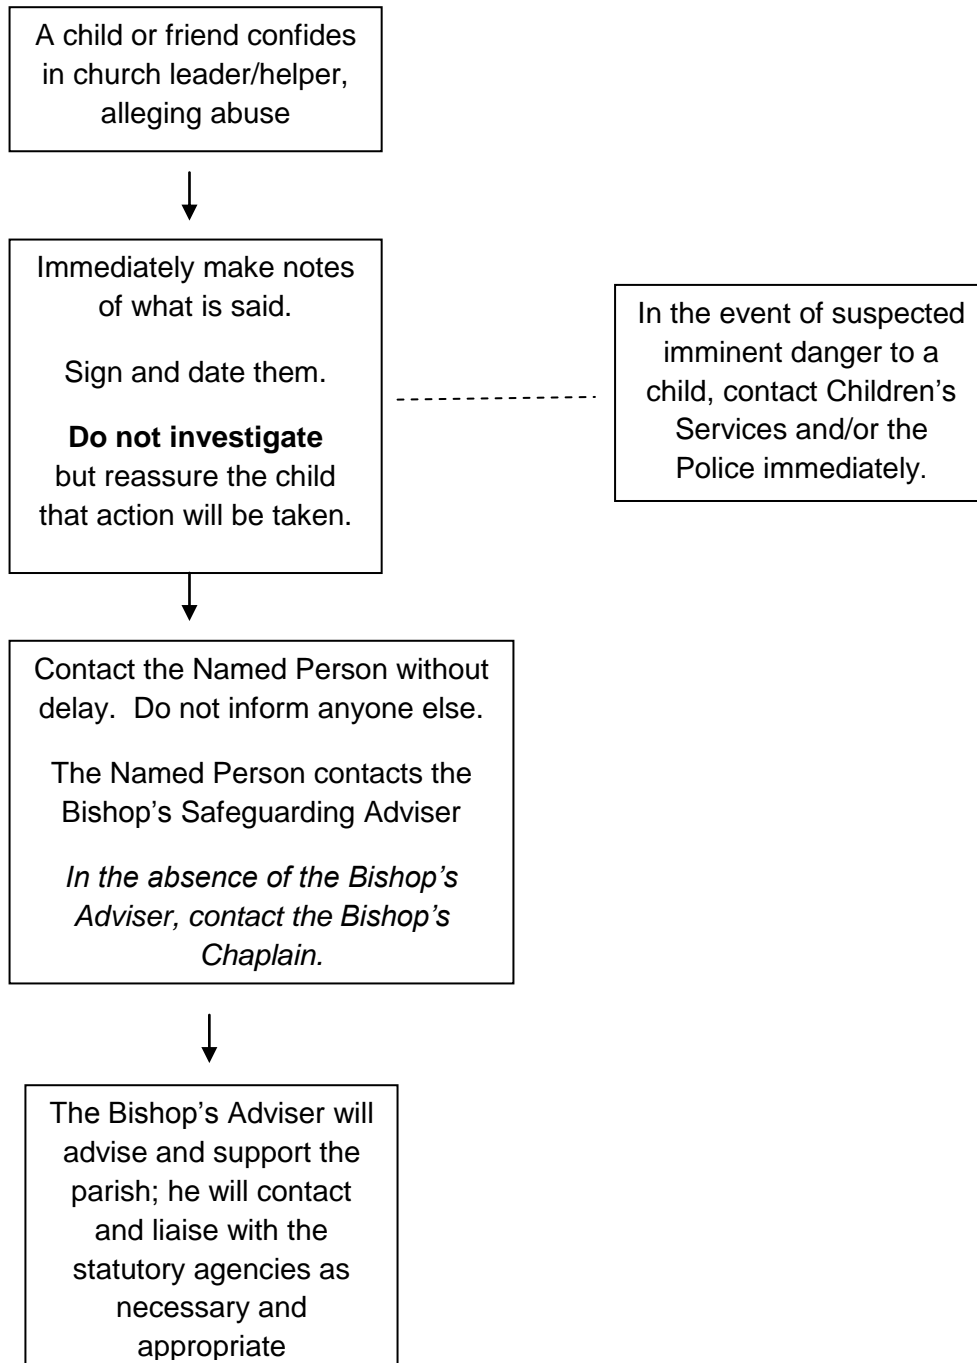 A child or friend confides
in church leader/helper,
alleging abuse
Immediately make notes
of what is said.
Sign and date them.
Do not investigate
but reassure the child
that action will be taken.
In the event of suspected
imminent danger to a
child, contact Children’s
Services and/or the
Police immediately.
Contact the Named Person without
delay.  Do not inform anyone else.
The Named Person contacts the
Bishop’s Safeguarding Adviser
In the absence of the Bishop’s
Adviser, contact the Bishop’s
Chaplain.
The Bishop’s Adviser will
advise and support the
parish; he will contact
and liaise with the
statutory agencies as
necessary and
appropriate